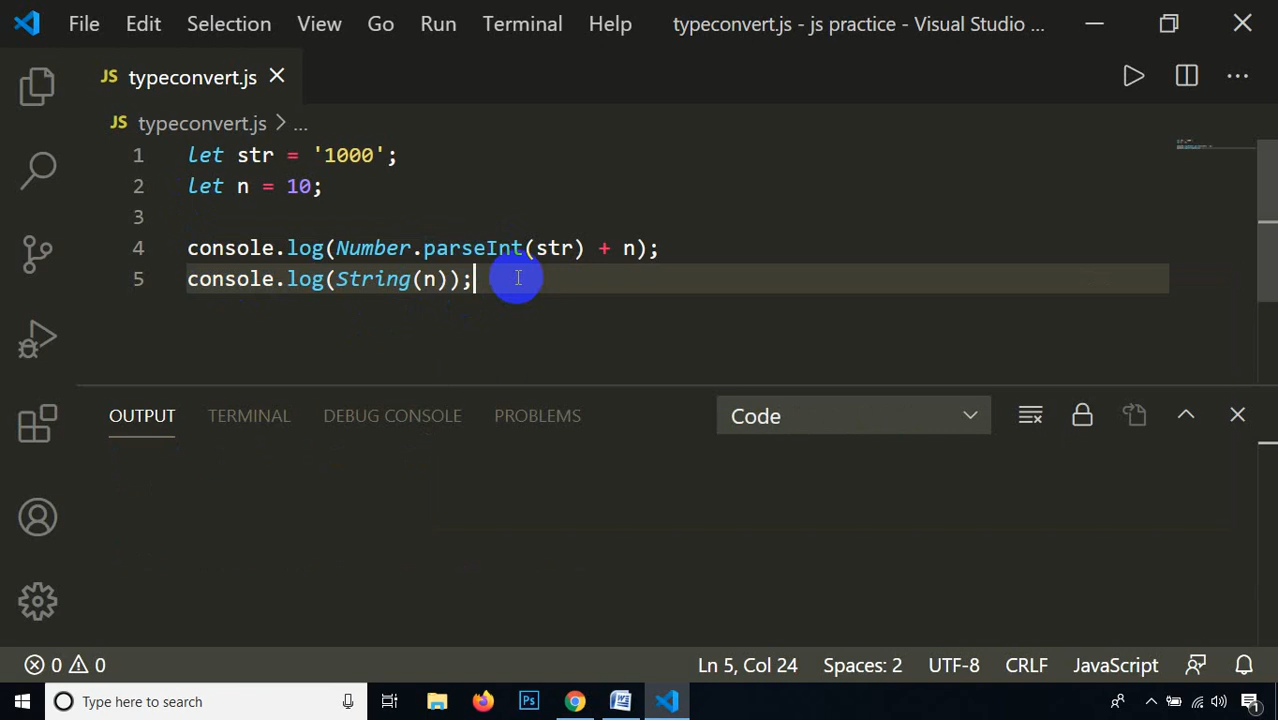 File Edit Selection View Go Run Terminal Help typeconvert.js - js practice - Visual Studio ...
JS typeconvert.js
JS typeconvert.js > ...
1 let str = '1000';
2 let n = 10;
3
4 console.log(Number.parseInt(str) + n);
5 console.log(String(n));
OUTPUT TERMINAL DEBUG CONSOLE PROBLEMS Code
0 0 Ln 5, Col 24 Spaces: 2 UTF-8 CRLF JavaScript
Type here to search Ps W 1